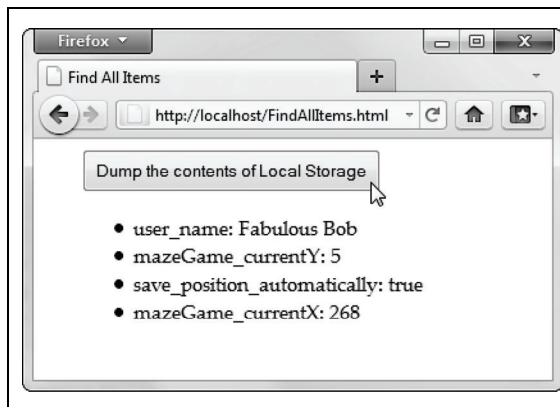 Firefox
Find All Items
http://localhost/FindAllItems.html
Dump the contents of Local Storage
• user_name: Fabulous Bob
• mazeGame_currentY: 5
• save_position_automatically: true
• mazeGame_currentX: 268